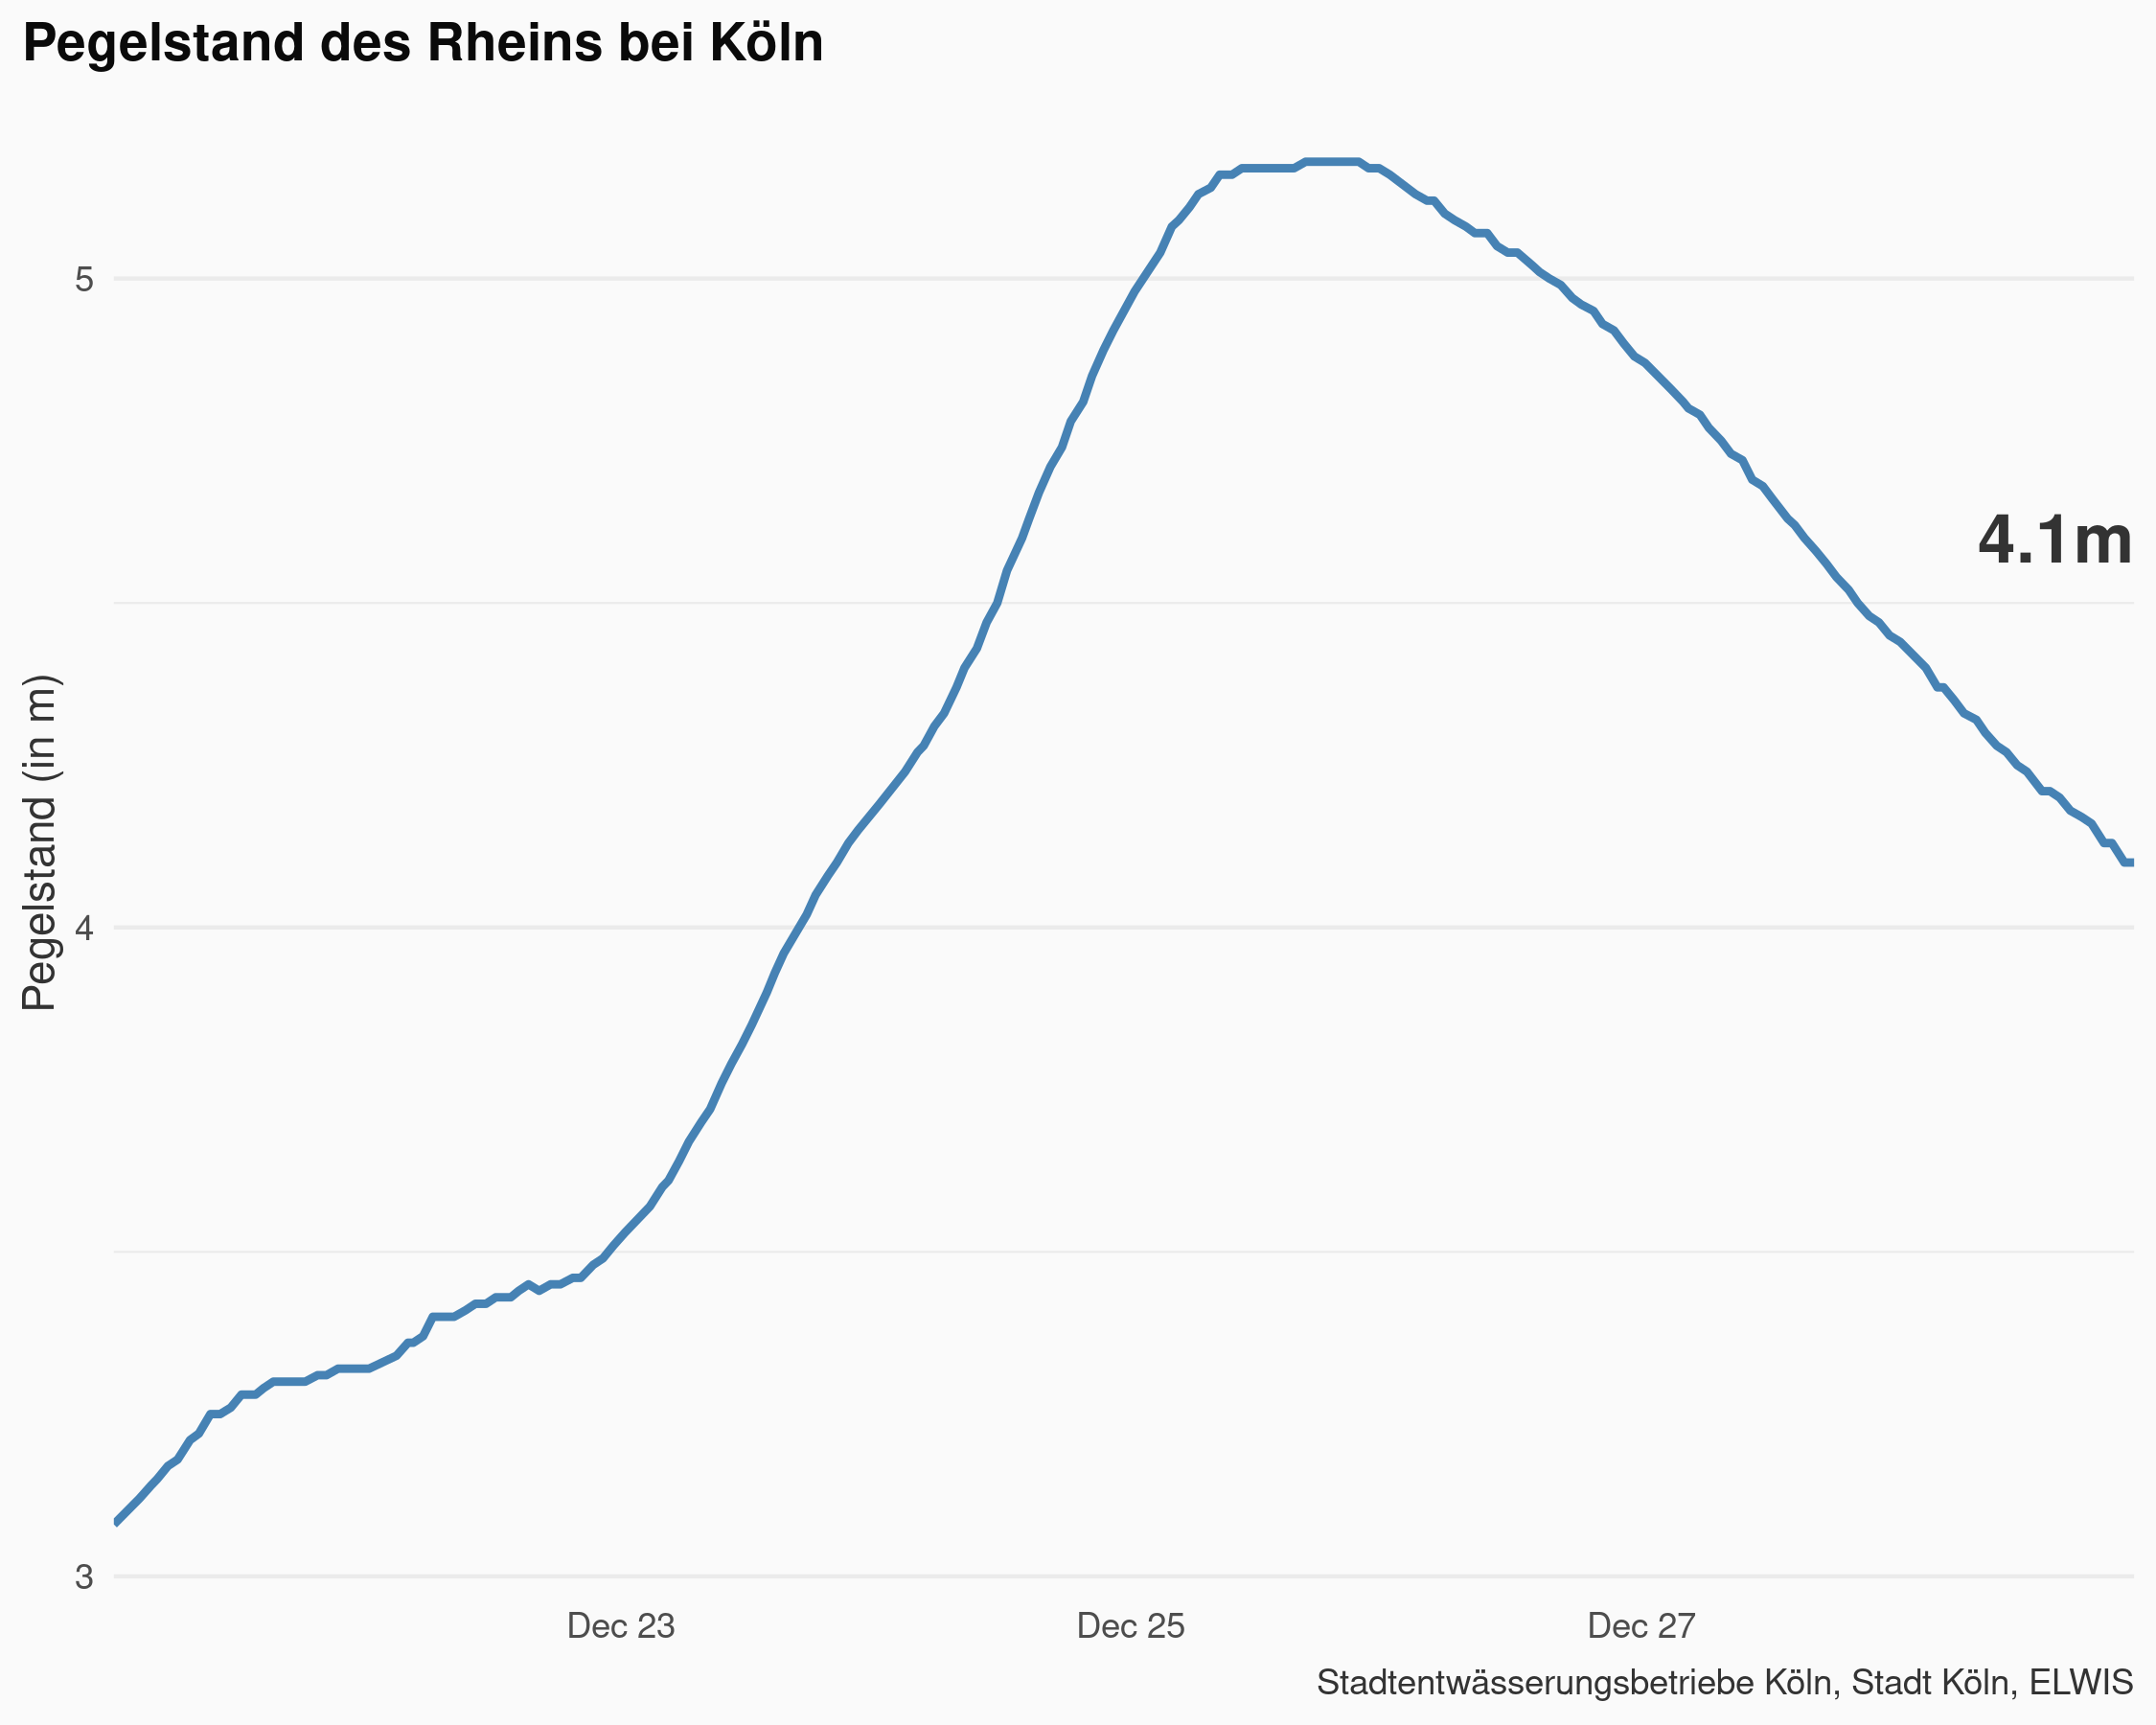 Pegelstand des Rheins bei Köln
Pegelstand (in m)
5
4
3
4.1m
Dec 23
Dec 25
Dec 27
Stadtentwässerungsbetriebe Köln, Stadt Köln, ELWIS